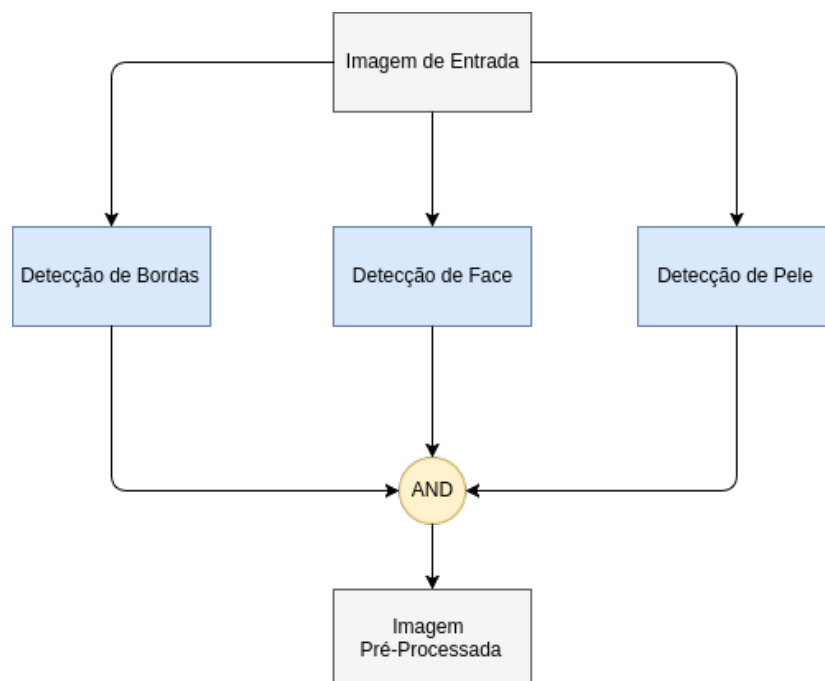 Imagem de Entrada
Detecção de Bordas
Detecção de Face
Detecção de Pele
AND
Imagem
Pré-Processada